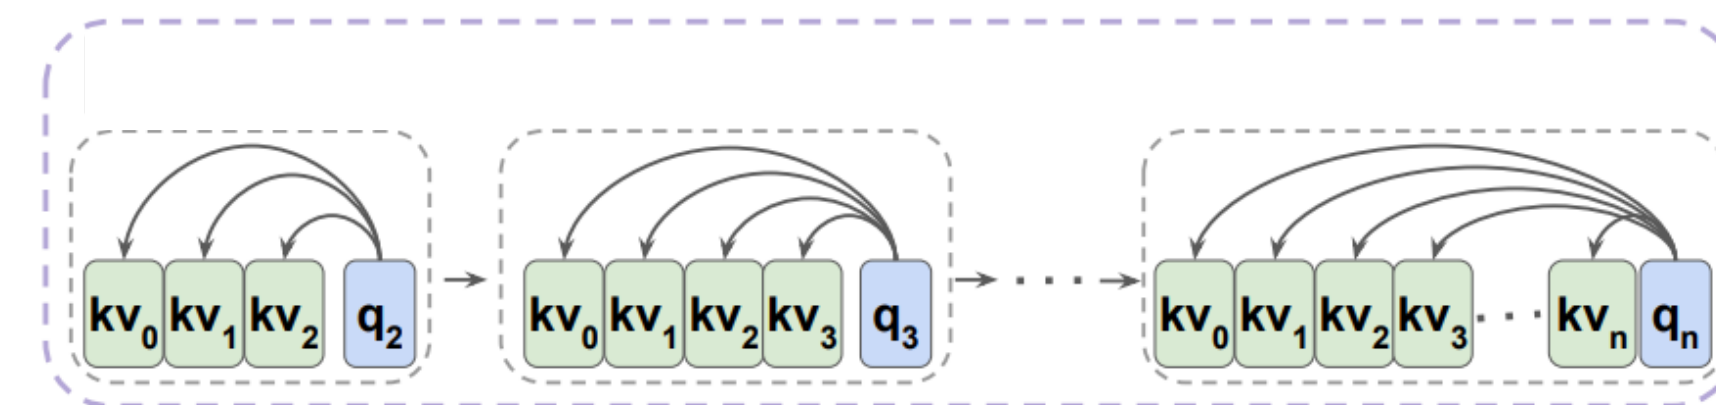 kv0 kv1 kv2 q2 kv0 kv1 kv2 kv3 q3 . . . . kv0 kv1 kv2 kv3 . . . . kvn qn